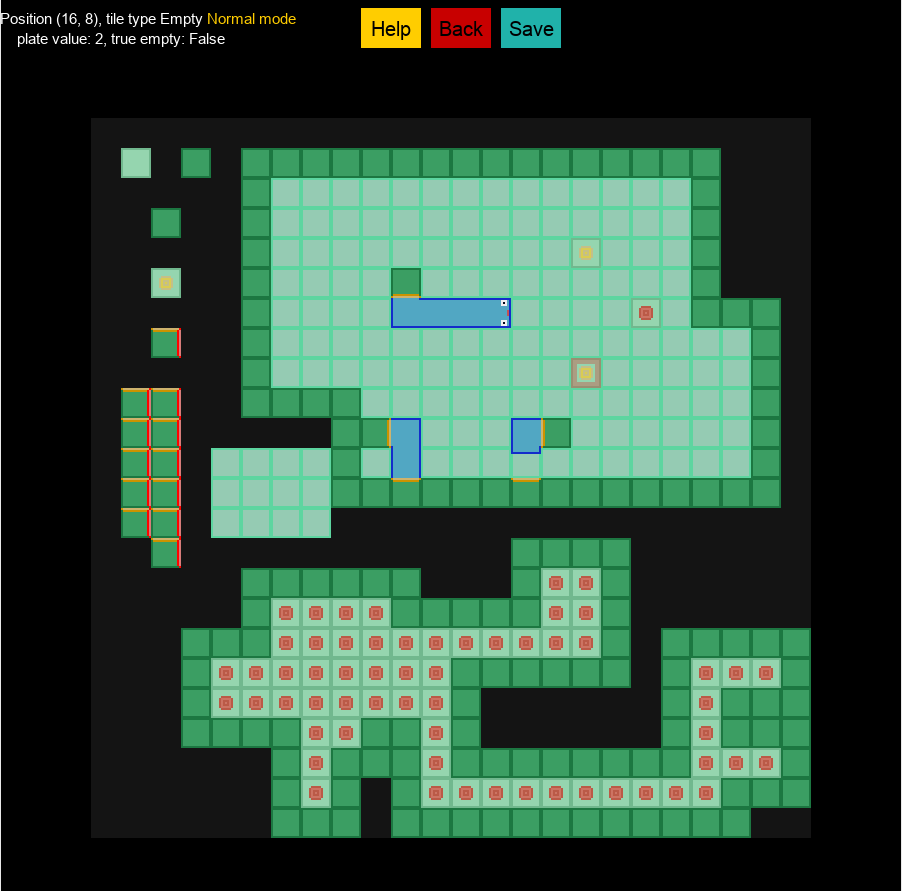 Position (16, 8), tile type Empty Normal mode
plate value: 2, true empty: False
Help
Back
Save